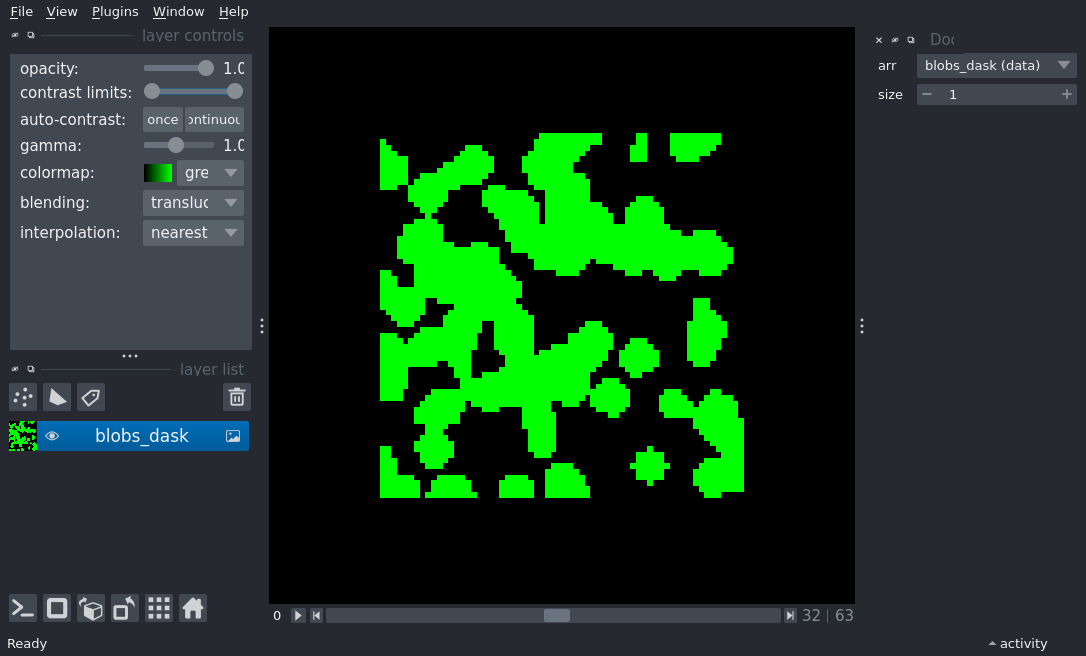 File View Plugins Window Help
layer controls
opacity: 1.0
contrast limits:
auto-contrast: once ontinuou
gamma: 1.0
colormap: gre
blending: transluc
interpolation: nearest
layer list
blobs_dask
0 32 | 63
Ready
Doc
arr blobs_dask (data)
size 1
activity